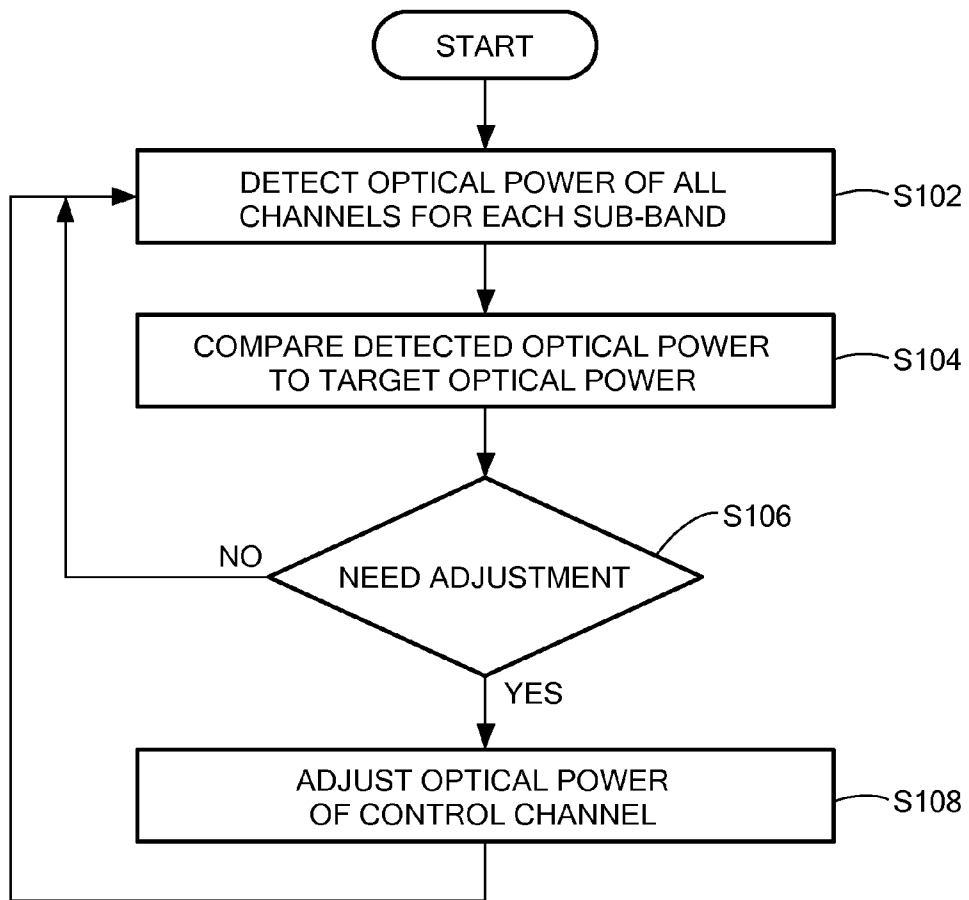 START
DETECT OPTICAL POWER OF ALL
CHANNELS FOR EACH SUB-BAND
S102
COMPARE DETECTED OPTICAL POWER
TO TARGET OPTICAL POWER
S104
S106
NO
NEED ADJUSTMENT
YES
ADJUST OPTICAL POWER
OF CONTROL CHANNEL
S108